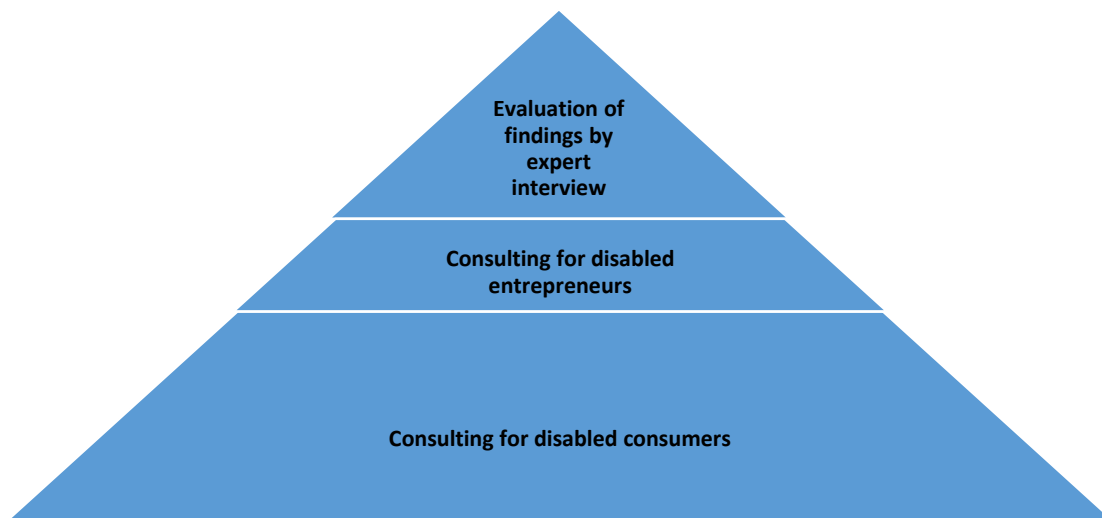 Evaluation of
findings by
expert
interview
Consulting for disabled
entrepreneurs
Consulting for disabled consumers